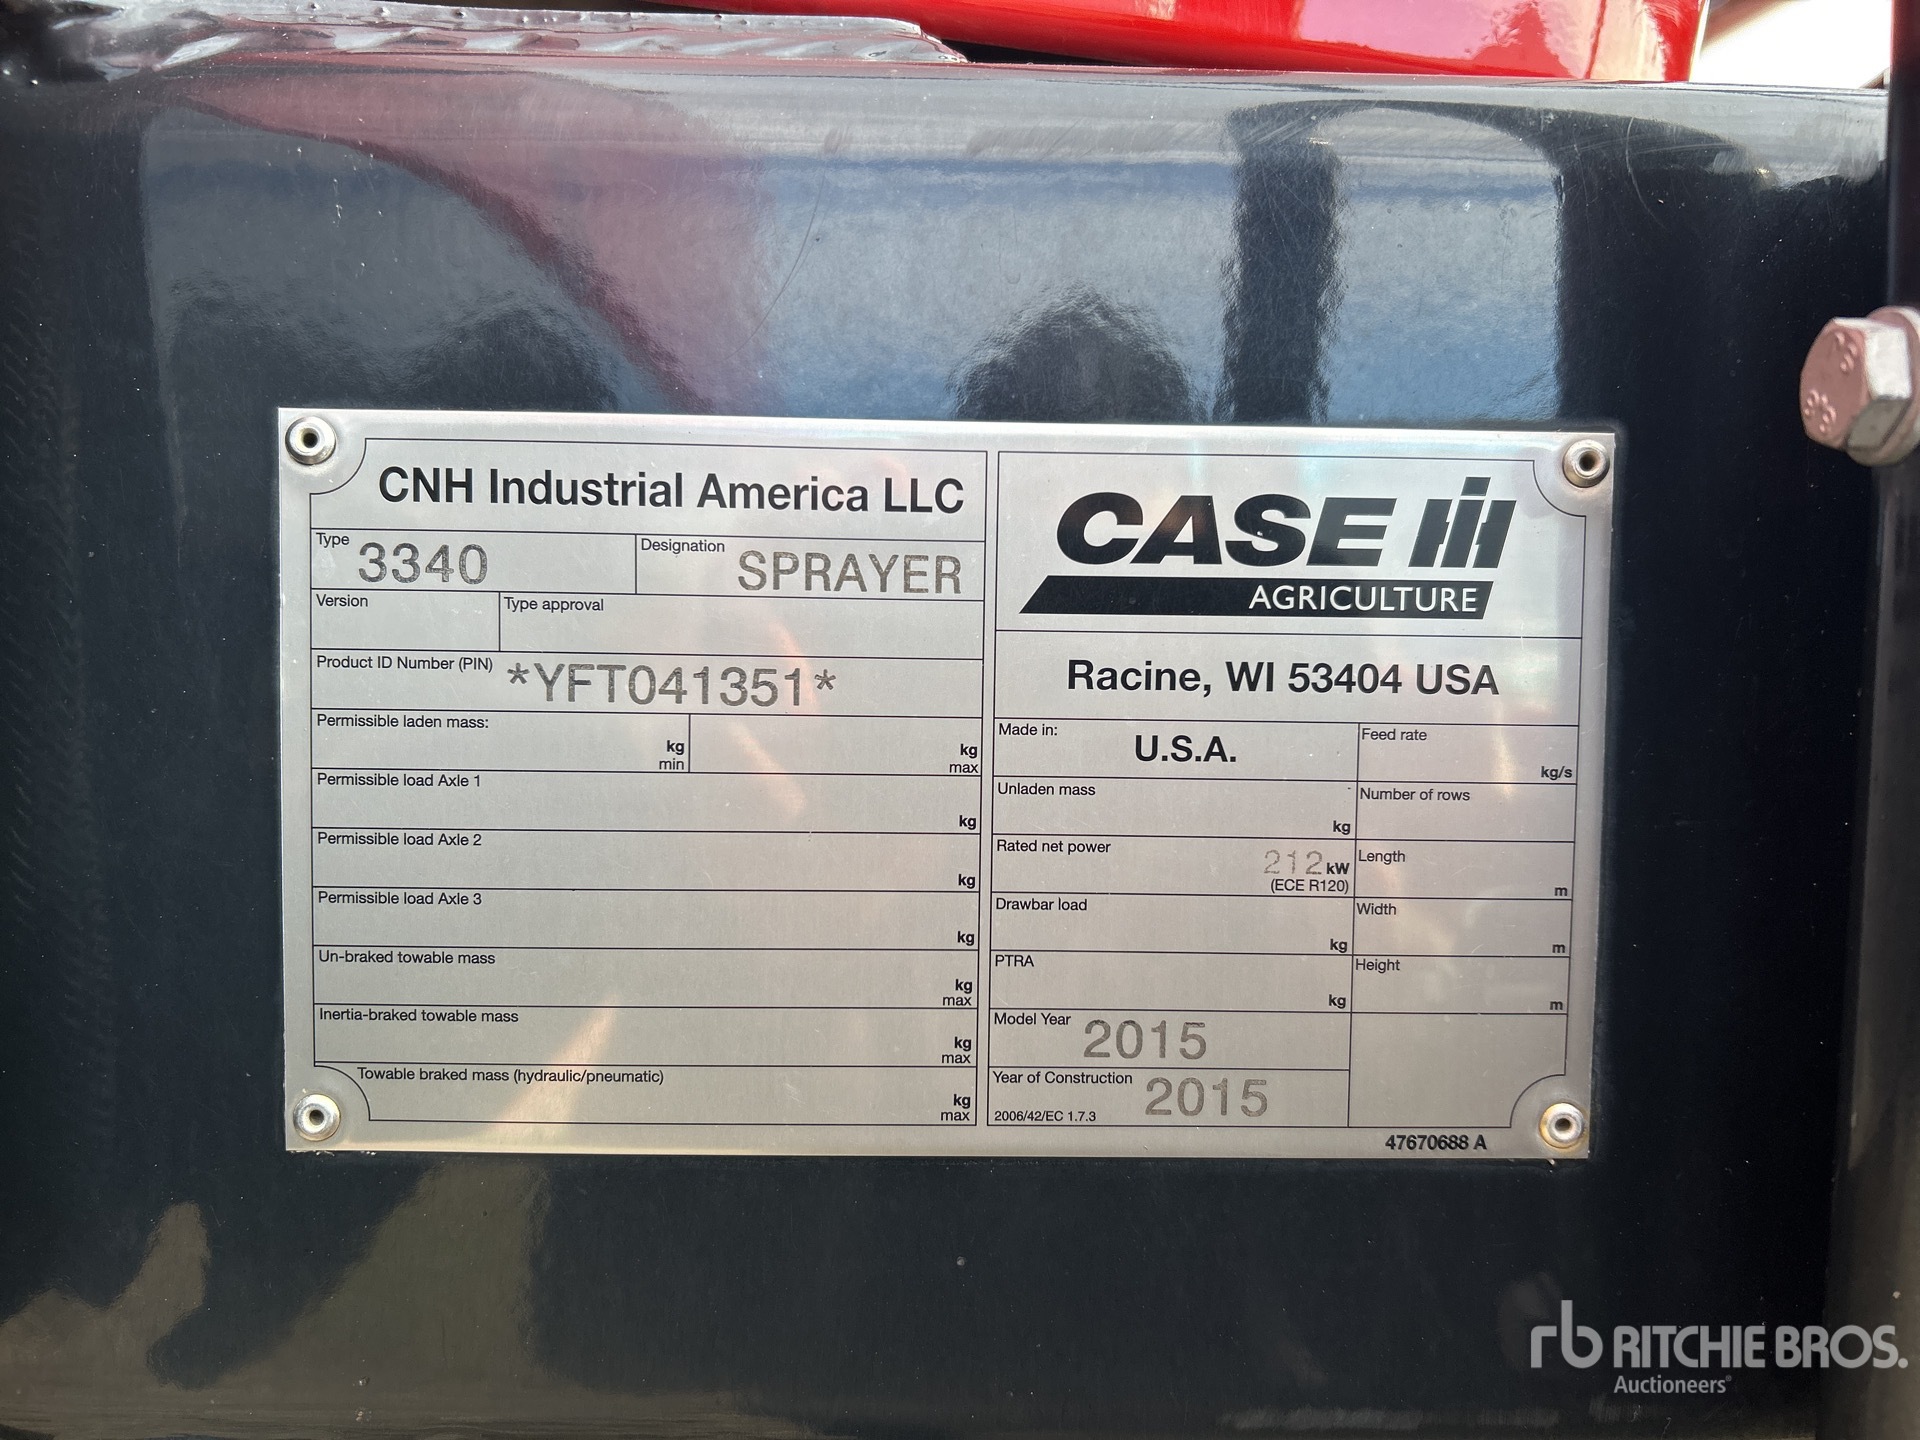 CNH Industrial America LLC
Type 3340 Designation SPRAYER
Version Type approval
Product ID Number (PIN) *YFT041351*
Permissible laden mass: kg min kg max
Permissible load Axle 1 kg
Permissible load Axle 2 kg
Permissible load Axle 3 kg
Un-braked towable mass kg max
Inertia-braked towable mass kg max
Towable braked mass (hydraulic/pneumatic) kg max
CASE IH
AGRICULTURE
Racine, WI 53404 USA
Made in: U.S.A. Feed rate kg/s
Unladen mass kg Number of rows
Rated net power 212 kW (ECE R120) Length m
Drawbar load kg Width m
PTRA kg Height m
Model Year 2015
Year of Construction 2015
2006/42/EC 1.7.3
47670688 A
rb RITCHIE BROS.
Auctioneers®